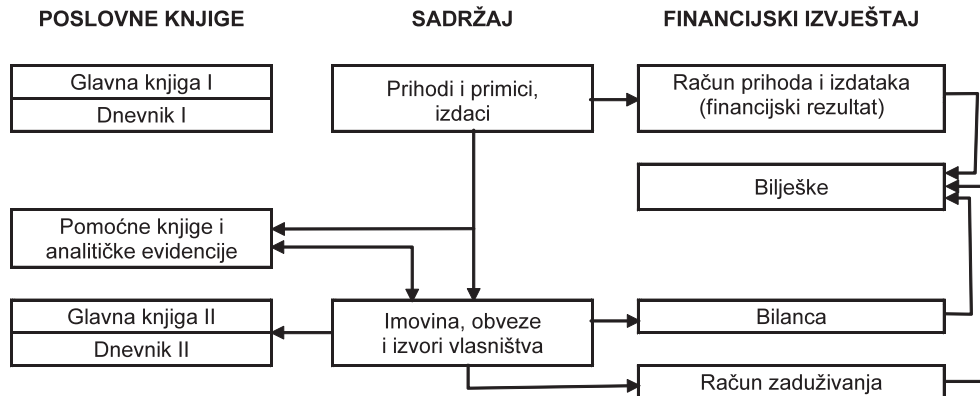 POSLOVNE KNJIGE
SADRŽAJ
FINANCIJSKI IZVJEŠTAJ
Glavna knjiga I
Dnevnik I
Prihodi i primici,
izdaci
Račun prihoda i izdataka
(financijski rezultat)
Bilješke
Pomoćne knjige i
analitičke evidencije
Glavna knjiga II
Dnevnik II
Imovina, obveze
i izvori vlasništva
Bilanca
Račun zaduživanja